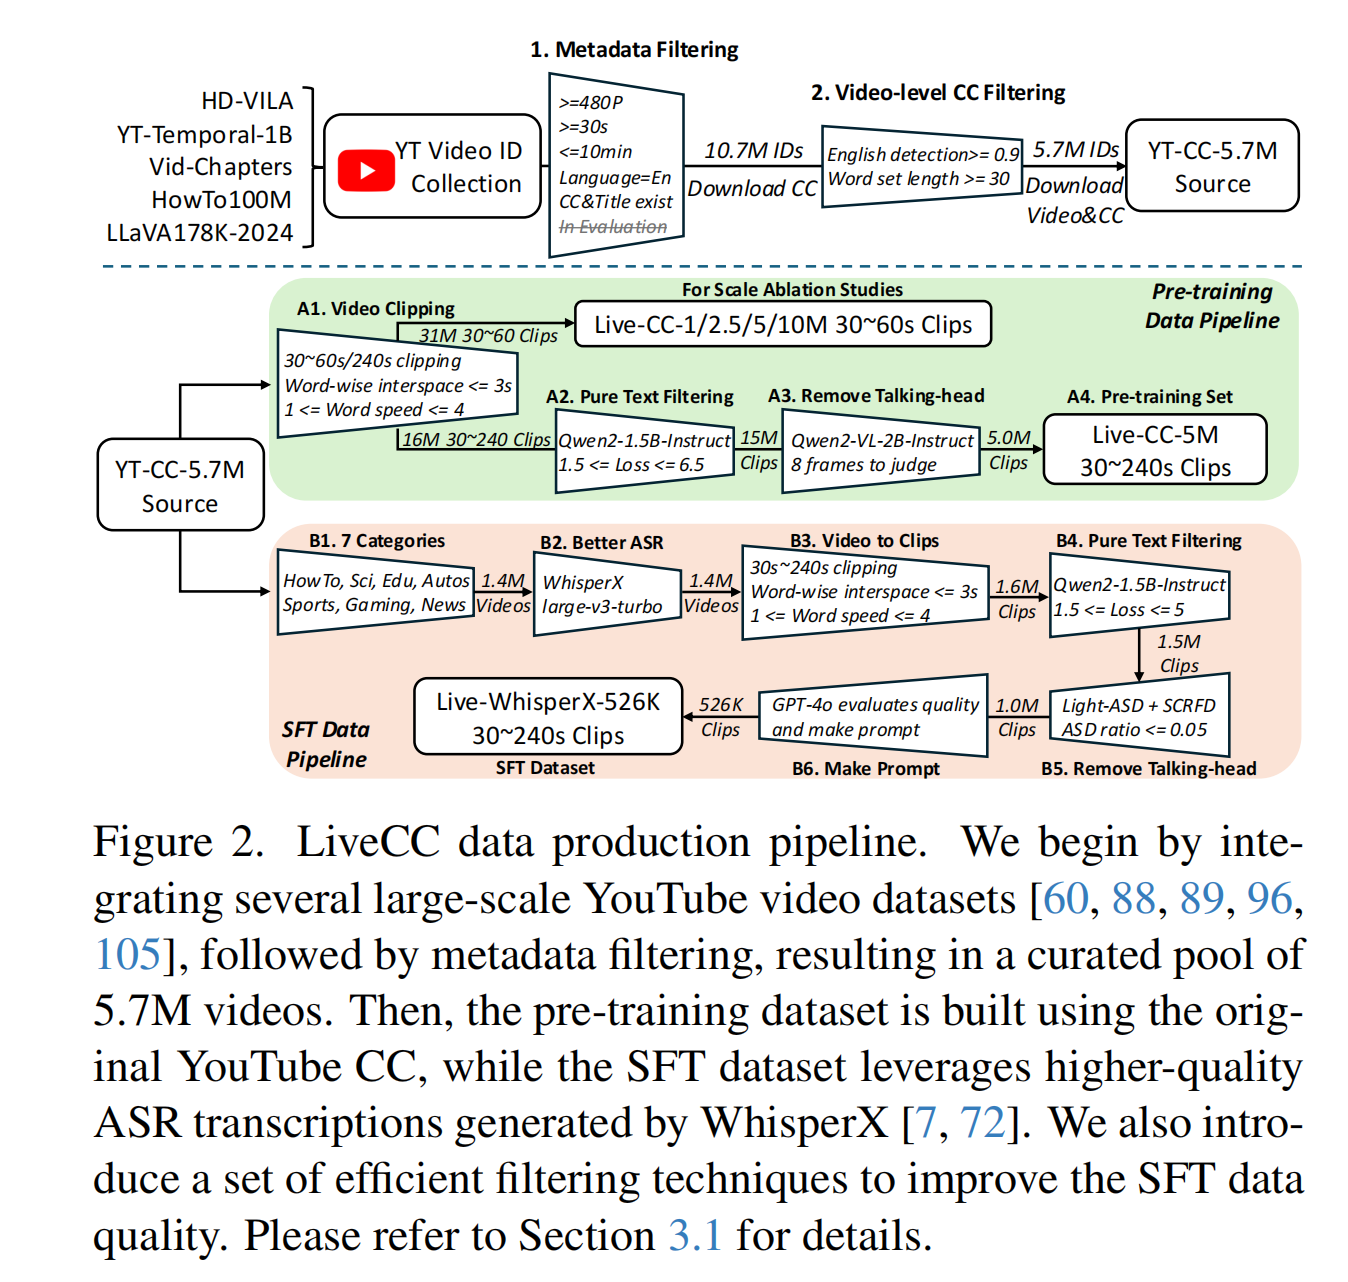 1. Metadata Filtering
HD-VILA
YT-Temporal-1B
Vid-Chapters
HowTo100M
LLaVA178K-2024
YT Video ID
Collection
>=480P
>=30s
<=10min
Language=En
CC&Title exist
In Evaluation
10.7M IDs
Download CC
2. Video-level CC Filtering
English detection>= 0.9
Word set length >= 30
5.7M IDs
Download
Video&CC
YT-CC-5.7M
Source
Pre-training
Data Pipeline
YT-CC-5.7M
Source
A1. Video Clipping
30~60s/240s clipping
Word-wise interspace <= 3s
1 <= Word speed <= 4
31M 30~60 Clips
For Scale Ablation Studies
Live-CC-1/2.5/5/10M 30~60s Clips
16M 30~240 Clips
A2. Pure Text Filtering
Qwen2-1.5B-Instruct
1.5 <= Loss <= 6.5
15M
Clips
A3. Remove Talking-head
Qwen2-VL-2B-Instruct
8 frames to judge
5.0M
Clips
A4. Pre-training Set
Live-CC-5M
30~240s Clips
B1. 7 Categories
HowTo, Sci, Edu, Autos
Sports, Gaming, News
1.4M
Videos
B2. Better ASR
WhisperX
large-v3-turbo
1.4M
Videos
B3. Video to Clips
30s~240s clipping
Word-wise interspace <= 3s
1 <= Word speed <= 4
1.6M
Clips
B4. Pure Text Filtering
Qwen2-1.5B-Instruct
1.5 <= Loss <= 5
1.5M
Clips
Light-ASD + SCRFD
ASD ratio <= 0.05
B5. Remove Talking-head
1.0M
Clips
GPT-4o evaluates quality
and make prompt
B6. Make Prompt
526K
Clips
Live-WhisperX-526K
30~240s Clips
SFT Dataset
SFT Data
Pipeline
Figure 2. LiveCC data production pipeline. We begin by inte-
grating several large-scale YouTube video datasets [60, 88, 89, 96,
105], followed by metadata filtering, resulting in a curated pool of
5.7M videos. Then, the pre-training dataset is built using the orig-
inal YouTube CC, while the SFT dataset leverages higher-quality
ASR transcriptions generated by WhisperX [7, 72]. We also intro-
duce a set of efficient filtering techniques to improve the SFT data
quality. Please refer to Section 3.1 for details.